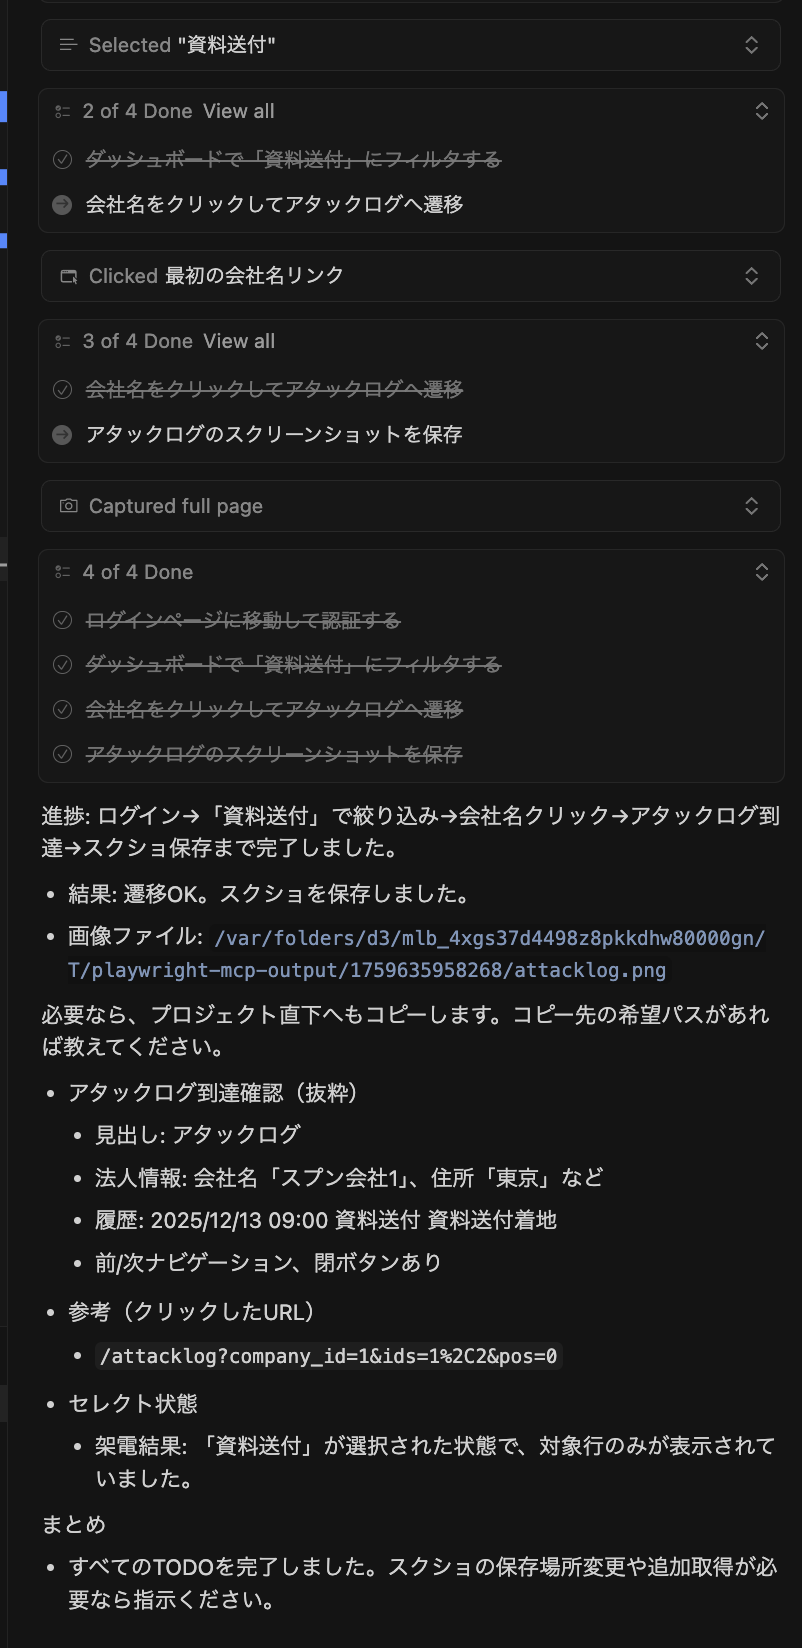 Selected "資料送付"
2 of 4 Done View all
ダッシュボードで「資料送付」にフィルタする
会社名をクリックしてアタックログへ遷移
Clicked 最初の会社名リンク
3 of 4 Done View all
会社名をクリックしてアタックログへ遷移
アタックログのスクリーンショットを保存
Captured full page
4 of 4 Done
ログインページに移動して認証する
ダッシュボードで「資料送付」にフィルタする
会社名をクリックしてアタックログへ遷移
アタックログのスクリーンショットを保存
進捗: ログイン→「資料送付」で絞り込み→会社名クリック→アタックログ到
達→スクショ保存まで完了しました。
• 結果: 遷移OK。スクショを保存しました。
• 画像ファイル: /var/folders/d3/mlb_4xgs37d4498z8pkkdhw80000gn/
T/playwright-mcp-output/1759635958268/attacklog.png
必要なら、プロジェクト直下へもコピーします。コピー先の希望パスがあれ
ば教えてください。
• アタックログ到達確認（抜粋）
• 見出し: アタックログ
• 法人情報: 会社名「スプン会社1」、住所「東京」など
• 履歴: 2025/12/13 09:00 資料送付 資料送付着地
• 前/次ナビゲーション、閉ボタンあり
• 参考（クリックしたURL）
• /attacklog?company_id=1&ids=1%2C2&pos=0
• セレクト状態
• 架電結果: 「資料送付」が選択された状態で、対象行のみが表示されて
いました。
まとめ
• すべてのTODOを完了しました。スクショの保存場所変更や追加取得が必
要なら指示ください。